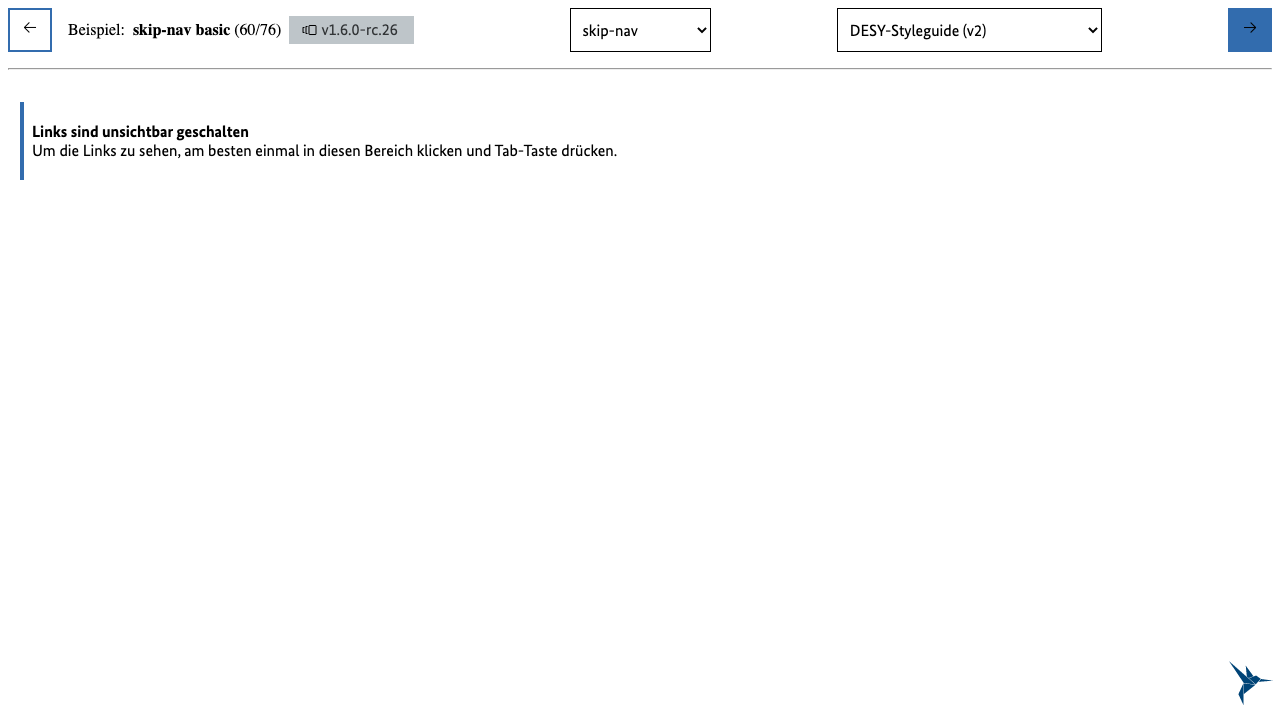 Beispiel: skip-nav basic (60/76) v1.6.0-rc.26 skip-nav DESY-Styleguide (v2)
Links sind unsichtbar geschalten
Um die Links zu sehen, am besten einmal in diesen Bereich klicken und Tab-Taste drücken.